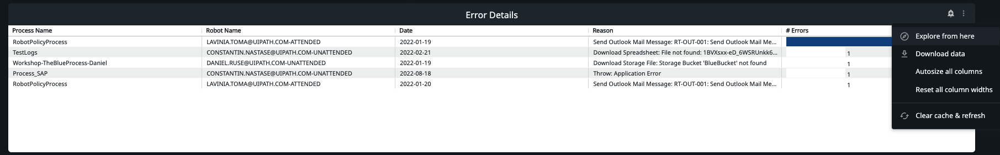 Error Details
Process Name Robot Name Date Reason # Errors
RobotPolicyProcess LAVINIA.TOMA@UIPATH.COM-ATTENDED 2022-01-19 Send Outlook Mail Message: RT-OUT-001: Send Outlook Mail Me...
TestLogs CONSTANTIN.NASTASE@UIPATH.COM-UNATTENDED 2022-02-21 Download Spreadsheet: File not found: 1BVXsxx-eD_6WSRUnkk6... 1
Workshop-TheBlueProcess-Daniel DANIEL.RUSE@UIPATH.COM-UNATTENDED 2022-01-19 Download Storage File: Storage Bucket 'BlueBucket' not found 1
Process_SAP CONSTANTIN.NASTASE@UIPATH.COM-UNATTENDED 2022-08-18 Throw: Application Error 1
RobotPolicyProcess LAVINIA.TOMA@UIPATH.COM-ATTENDED 2022-01-20 Send Outlook Mail Message: RT-OUT-001: Send Outlook Mail Me... 1
Explore from here
Download data
Autosize all columns
Reset all column widths
Clear cache & refresh